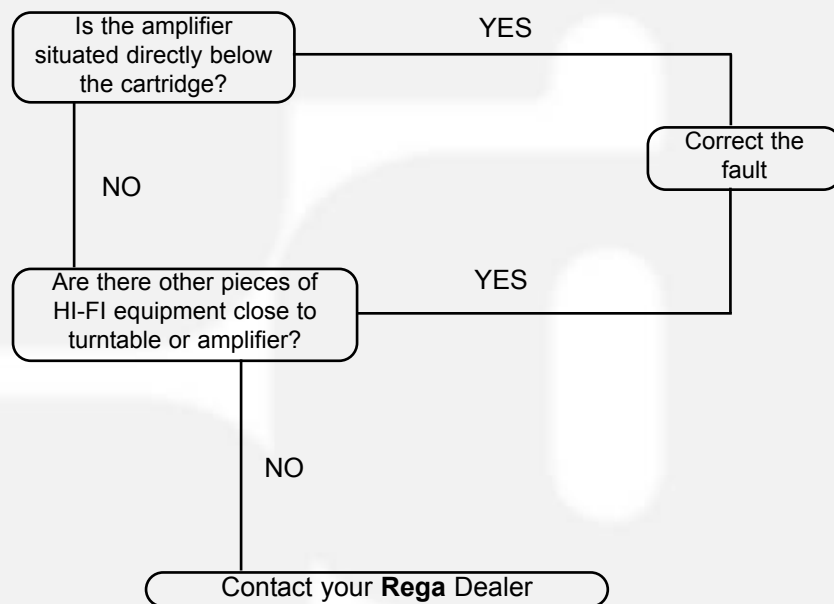 Is the amplifier
situated directly below
the cartridge?
YES
Correct the
fault
NO
Are there other pieces of
HI-FI equipment close to
turntable or amplifier?
YES
NO
Contact your Rega Dealer